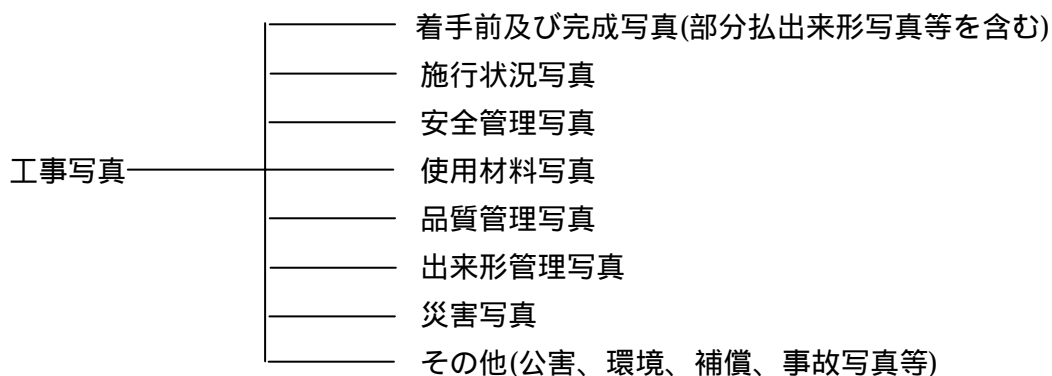 着手前及び完成写真(部分払出来形写真等を含む)
施行状況写真
安全管理写真
工事写真
使用材料写真
品質管理写真
出来形管理写真
災害写真
その他(公害、環境、補償、事故写真等)